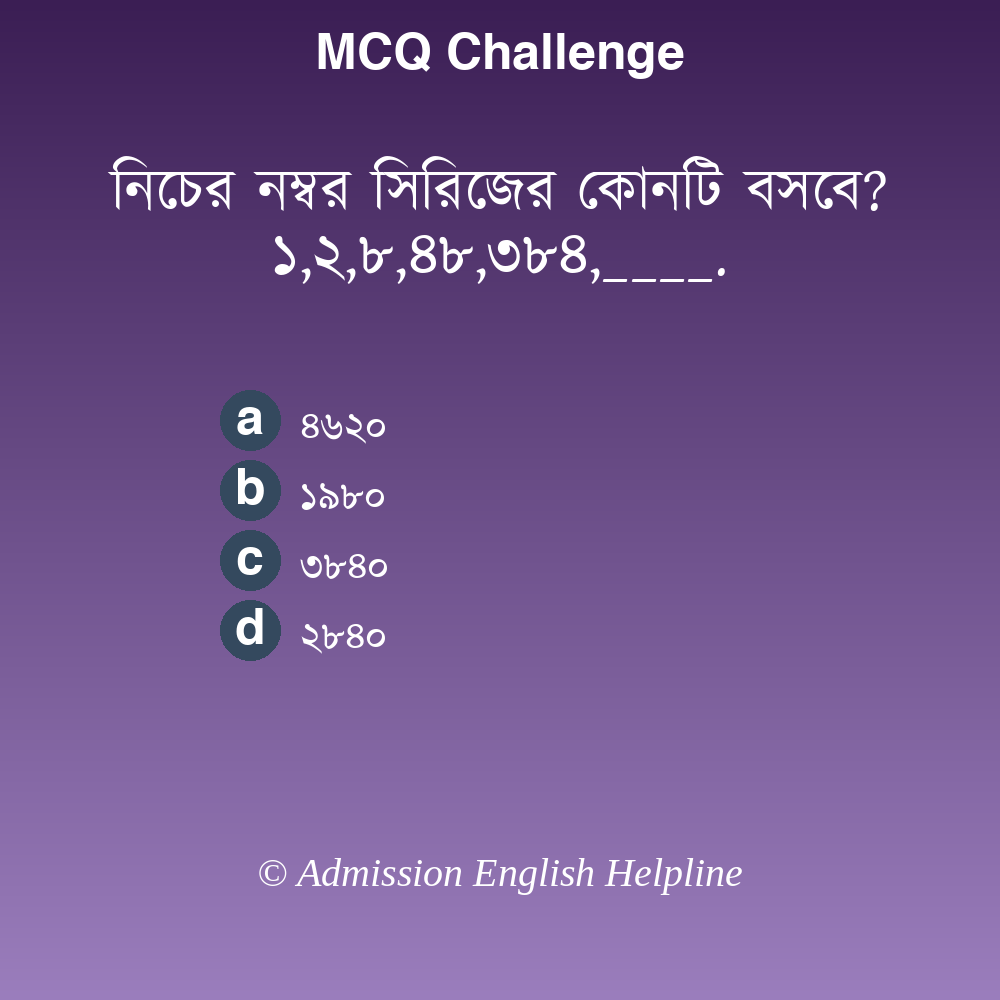 MCQ Challenge
নিচের নম্বর সিরিজের কোনটি বসবে?
১,২,৮,৪৮,৩৮৪,____.
a ৪৬২০
b ১৯৮০
c ৩৮৪০
d ২৮৪০
© Admission English Helpline